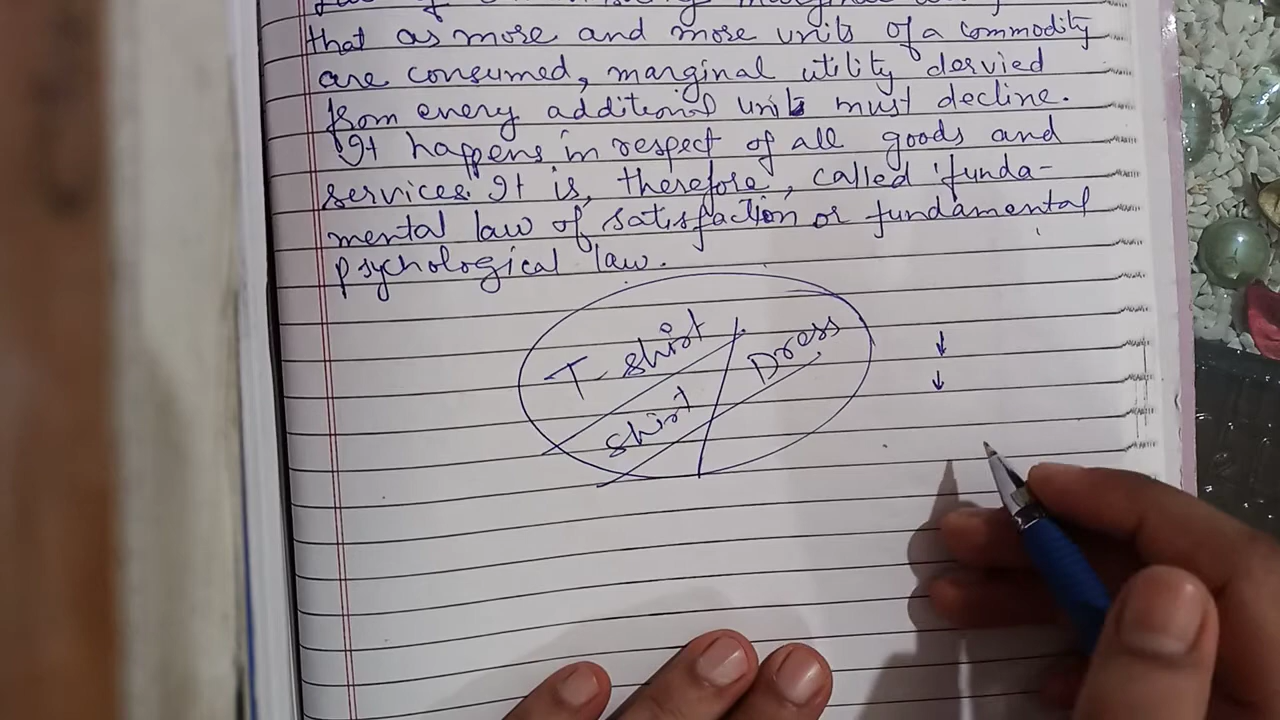 that as more and more units of a commodity
are consumed, marginal utility dervied
from every additional units must decline.
It happens in respect of all goods and
services. It is, therefore, called 'funda-
mental law of satisfaction or fundamental
psychological law.
T shirt
Dress
shirt